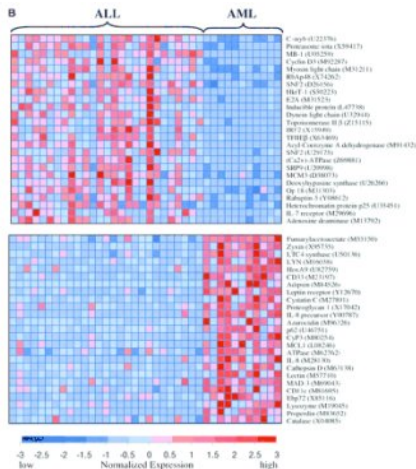 B
ALL
AML
C-myb (U22376)
Proteasome iota (X59417)
MB-1 (U05259)
Cyclin D3 (M92287)
Myosin light chain (M31211)
RbAp48 (X74262)
SNF2 (D26156)
HkrT-1 (S50223)
E2A (M31523)
Inducible protein (L47738)
Dynein light chain (U32944)
Topoisomerase II β (Z15115)
IRF2 (X15949)
TFIIEβ (X63469)
Acyl-Coenzyme A dehydrogenase (M91432)
SNF2 (U29175)
(Ca2+)-ATPase (Z69881)
SRP9 (U20998)
MCM3 (D38073)
Deoxyhypusine synthase (U26266)
Op 18 (M31303)
Rabaptin-5 (Y08612)
Heterochromatin protein p25 (U35451)
IL-7 receptor (M29696)
Adenosine deaminase (M13792)
Fumarylacetoacetate (M55150)
Zyxin (X95735)
LTC4 synthase (U50136)
LYN (M16038)
HoxA9 (U82759)
CD33 (M23197)
Adipsin (M84526)
Leptin receptor (Y12670)
Cystatin C (M27891)
Proteoglycan 1 (X17042)
IL-8 precursor (Y00787)
Azurocidin (M96326)
p62 (U46751)
CyP3 (M80254)
MCL1 (L08246)
ATPase (M62762)
IL-8 (M28130)
Cathepsin D (M63138)
Lectin (M57710)
MAD-3 (M69043)
CD11c (M81695)
Ebp72 (X85116)
Lysozyme (M19045)
Properdin (M83652)
Catalase (X04085)
-3 -2.5 -2 -1.5 -1 -0.5 0 0.5 1 1.5 2 2.5 3
low Normalized Expression high